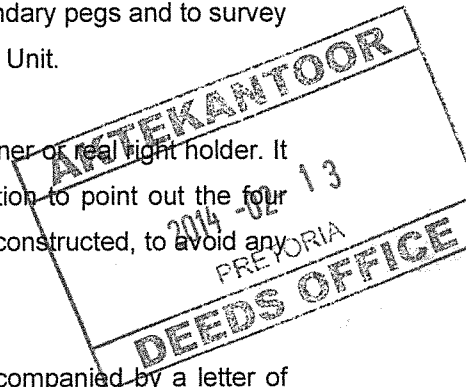 ndary pegs and to survey
Unit.
ner or real right holder. It
tion to point out the four
constructed, to avoid any
companied by a letter of
AKTEKANTOOR
2014 -02- 13
PRETORIA
DEEDS OFFICE